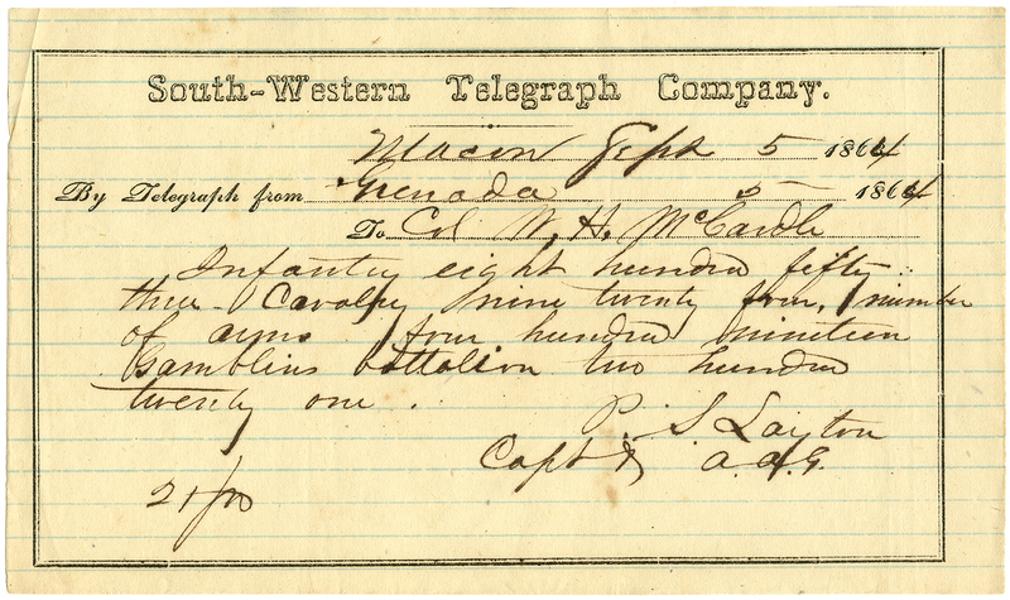 South-Western Telegraph Company.
Macon Sept 5 1864
By Telegraph from Grenada 5 1864
To Col W. H. McCardle
Infantry eight hundred fifty
three - Cavalry nine twenty four, number
of arms four hundred nineteen
Gamblins battalion two hundred
twenty one.
P. S Layton
Capt & A.A.G.
21/